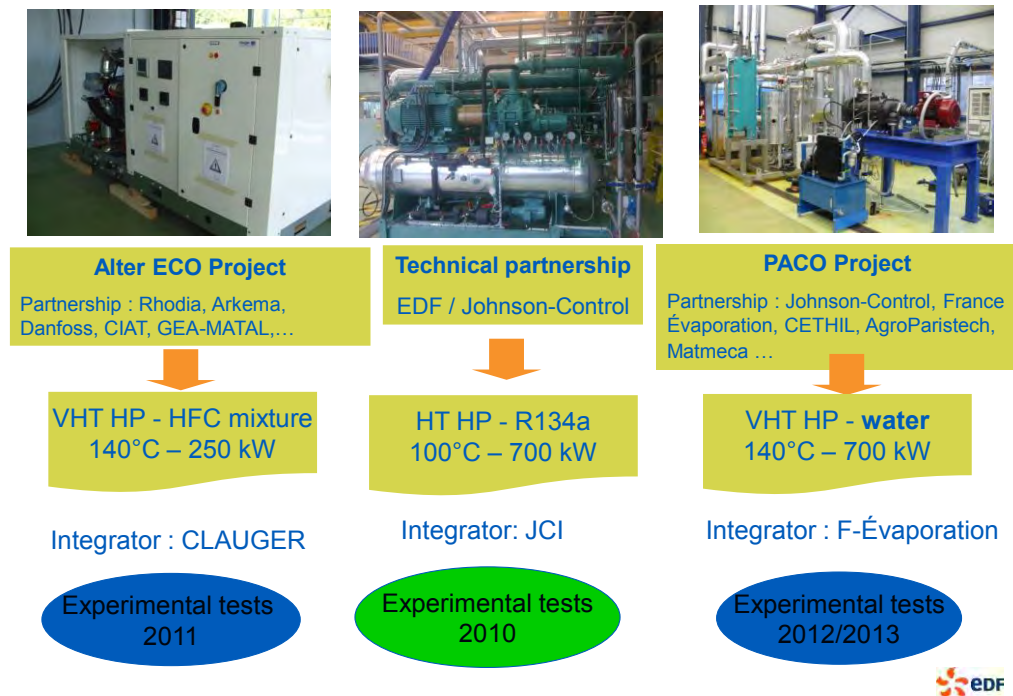 Alter ECO Project
Partnership : Rhodia, Arkema,
Danfoss, CIAT, GEA-MATAL,…
VHT HP - HFC mixture
140°C – 250 kW
Integrator : CLAUGER
Experimental tests
2011
Technical partnership
EDF / Johnson-Control
HT HP - R134a
100°C – 700 kW
Integrator: JCI
Experimental tests
2010
PACO Project
Partnership : Johnson-Control, France
Évaporation, CETHIL, AgroParistech,
Matmeca …
VHT HP - water
140°C – 700 kW
Integrator : F-Évaporation
Experimental tests
2012/2013
eDF